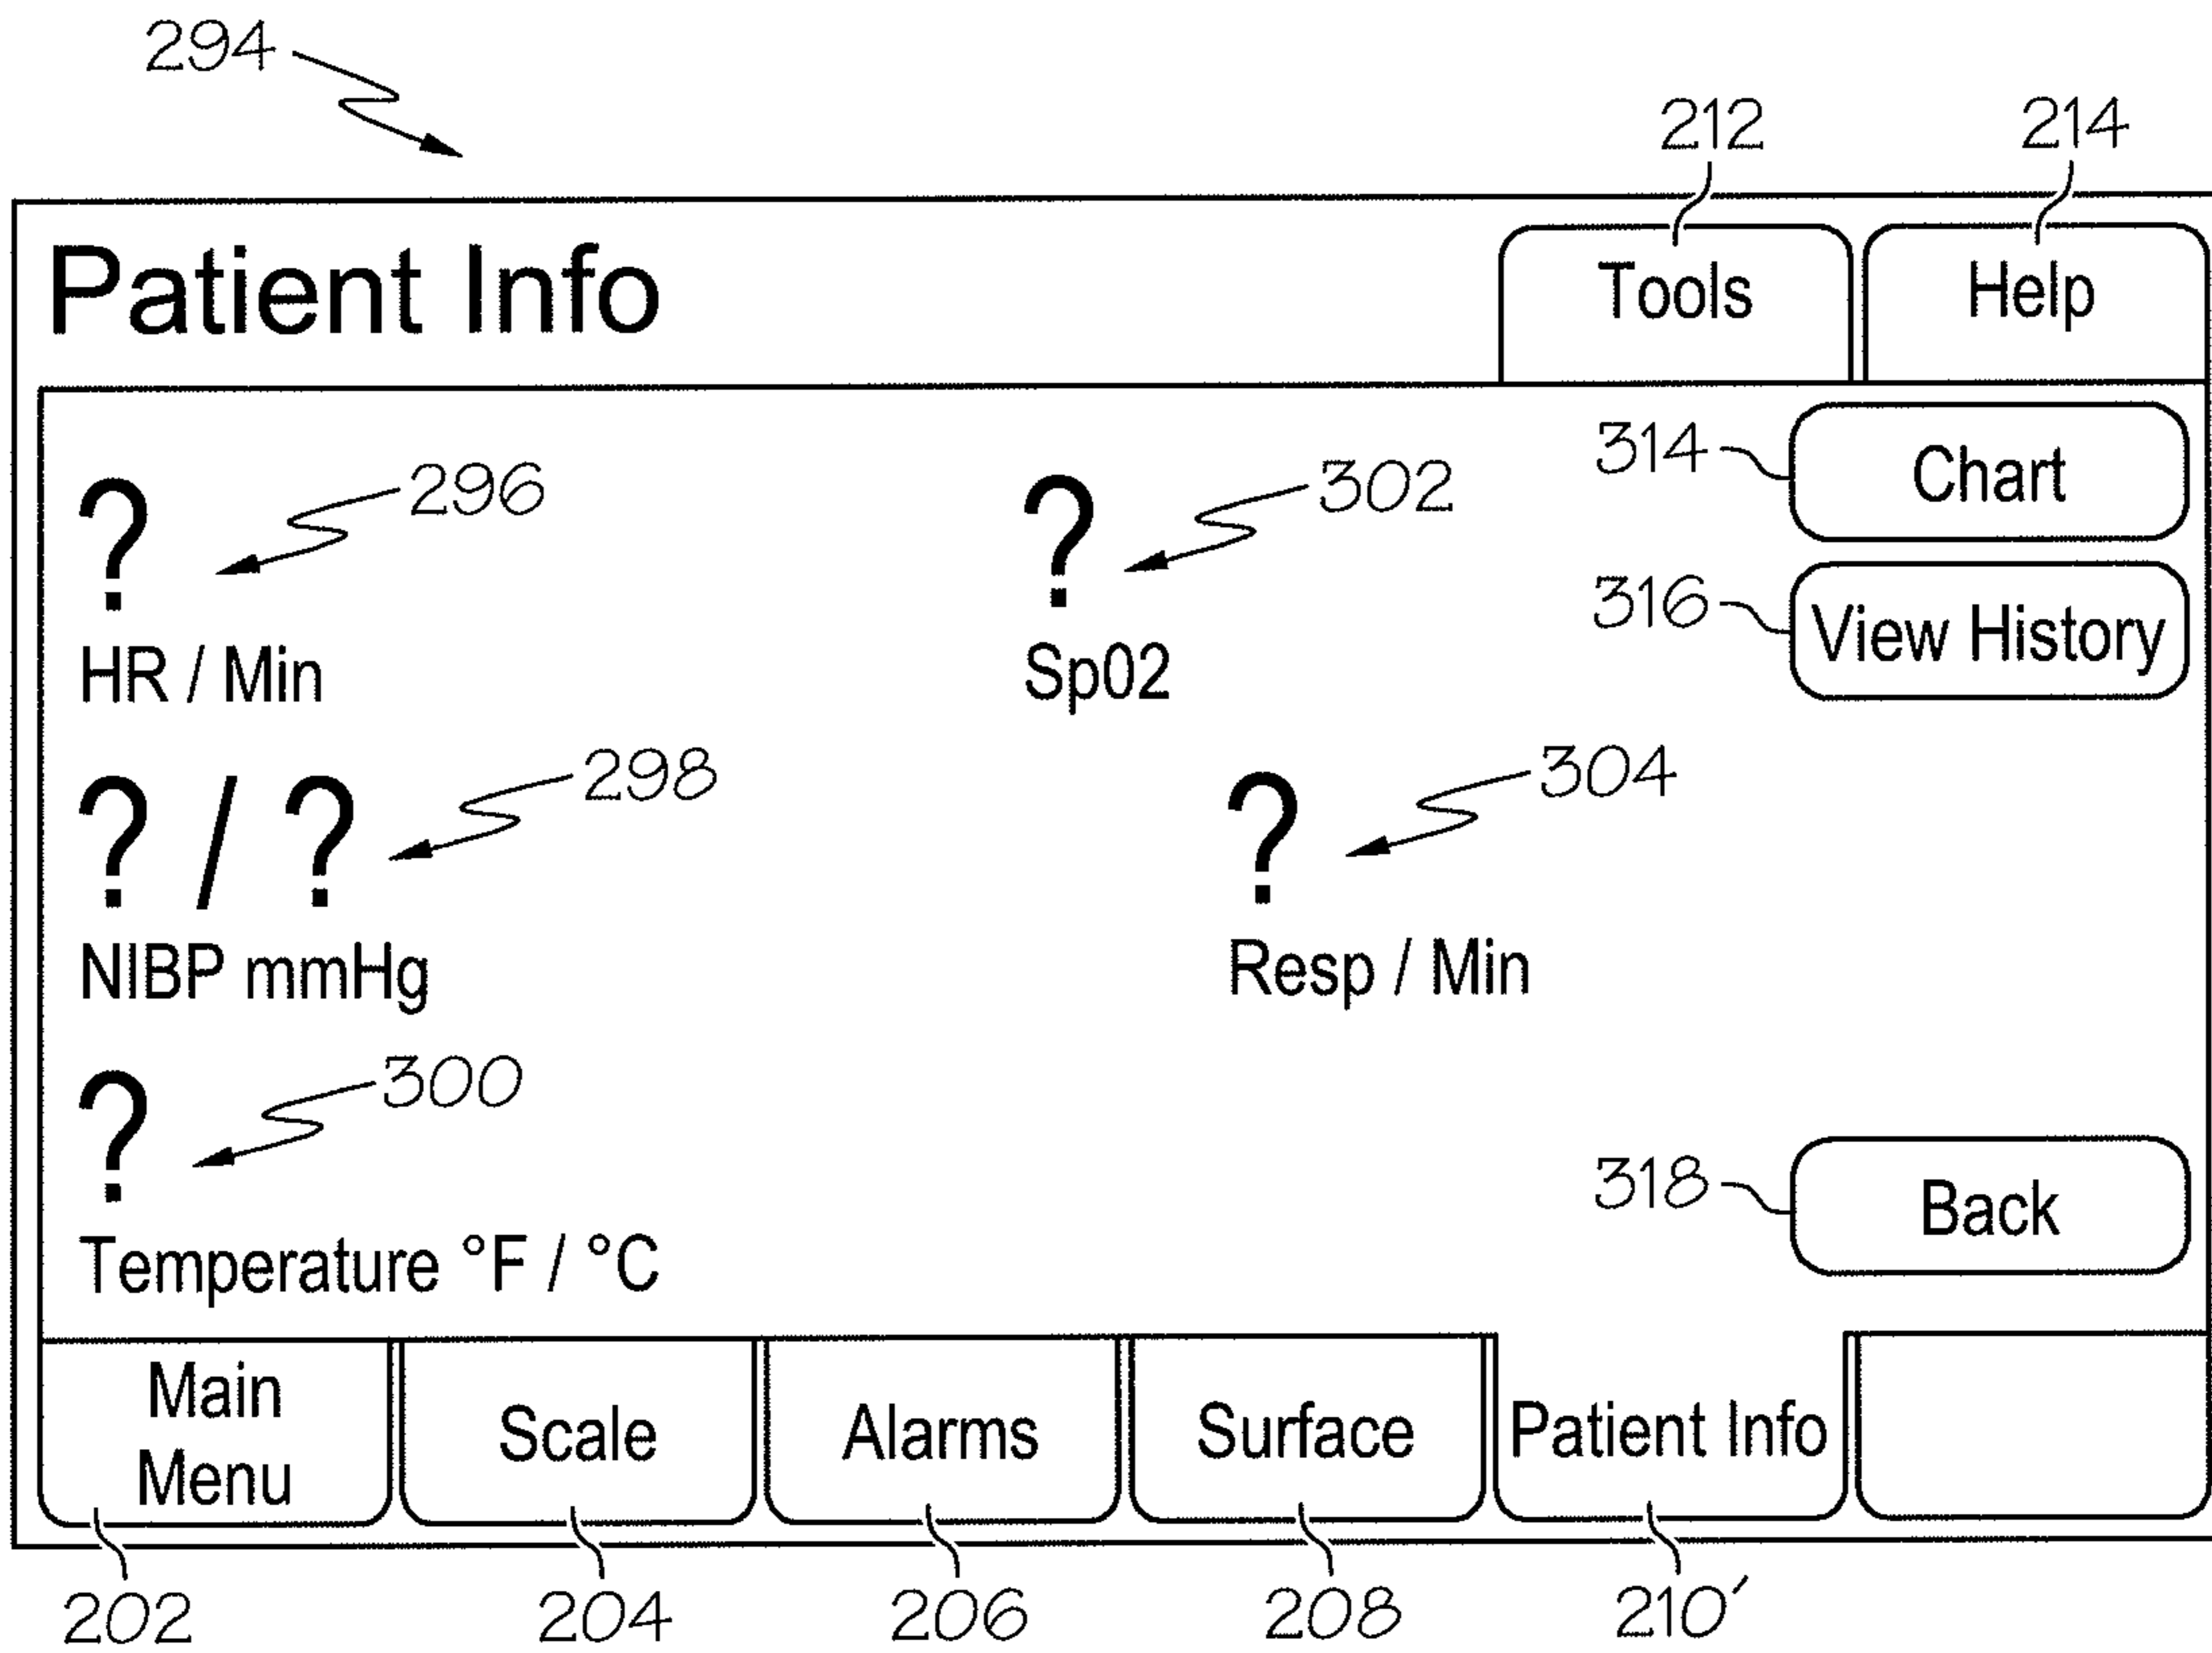 294
212 214
Patient Info Tools Help
314 Chart
? 296 ? 302
316 View History
HR / Min Sp02
? / ? 298 ? 304
NIBP mmHg Resp / Min
? 300
318 Back
Temperature °F / °C
Main Menu Scale Alarms Surface Patient Info
202 204 206 208 210'